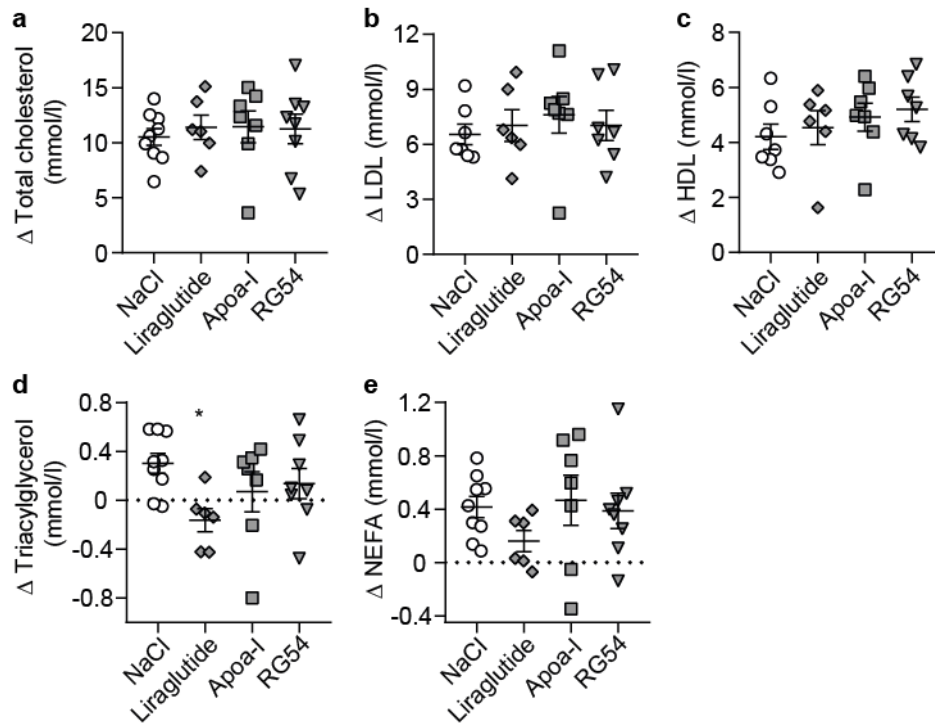 a
Δ Total cholesterol
(mmol/l)
20
15
10
5
0
NaCl
Liraglutide
Apoa-I
RG54
b
Δ LDL (mmol/l)
12
9
6
3
0
NaCl
Liraglutide
Apoa-I
RG54
c
Δ HDL (mmol/l)
8
6
4
2
0
NaCl
Liraglutide
Apoa-I
RG54
d
Δ Triacylglycerol
(mmol/l)
0.8
0.4
0
-0.4
-0.8
*
NaCl
Liraglutide
Apoa-I
RG54
e
Δ NEFA (mmol/l)
1.2
0.8
0.4
0
-0.4
NaCl
Liraglutide
Apoa-I
RG54